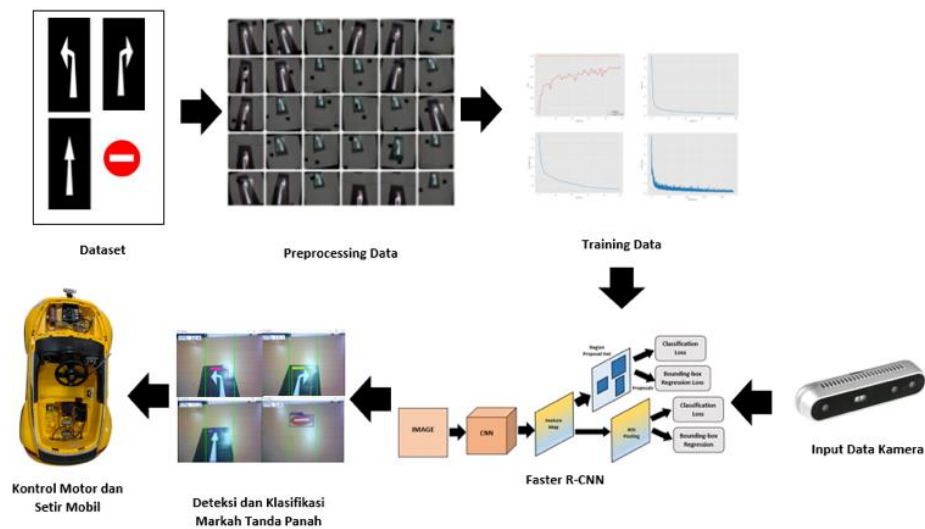 Dataset
Preprocessing Data
Training Data
Region
Proposal Net
Proposals
Classification
Loss
Bounding-box
Regression Loss
Classification
Loss
Bounding-box
Regression
IMAGE
CNN
Feature
Map
ROI
Pooling
Faster R-CNN
Input Data Kamera
Deteksi dan Klasifikasi
Markah Tanda Panah
Kontrol Motor dan
Setir Mobil